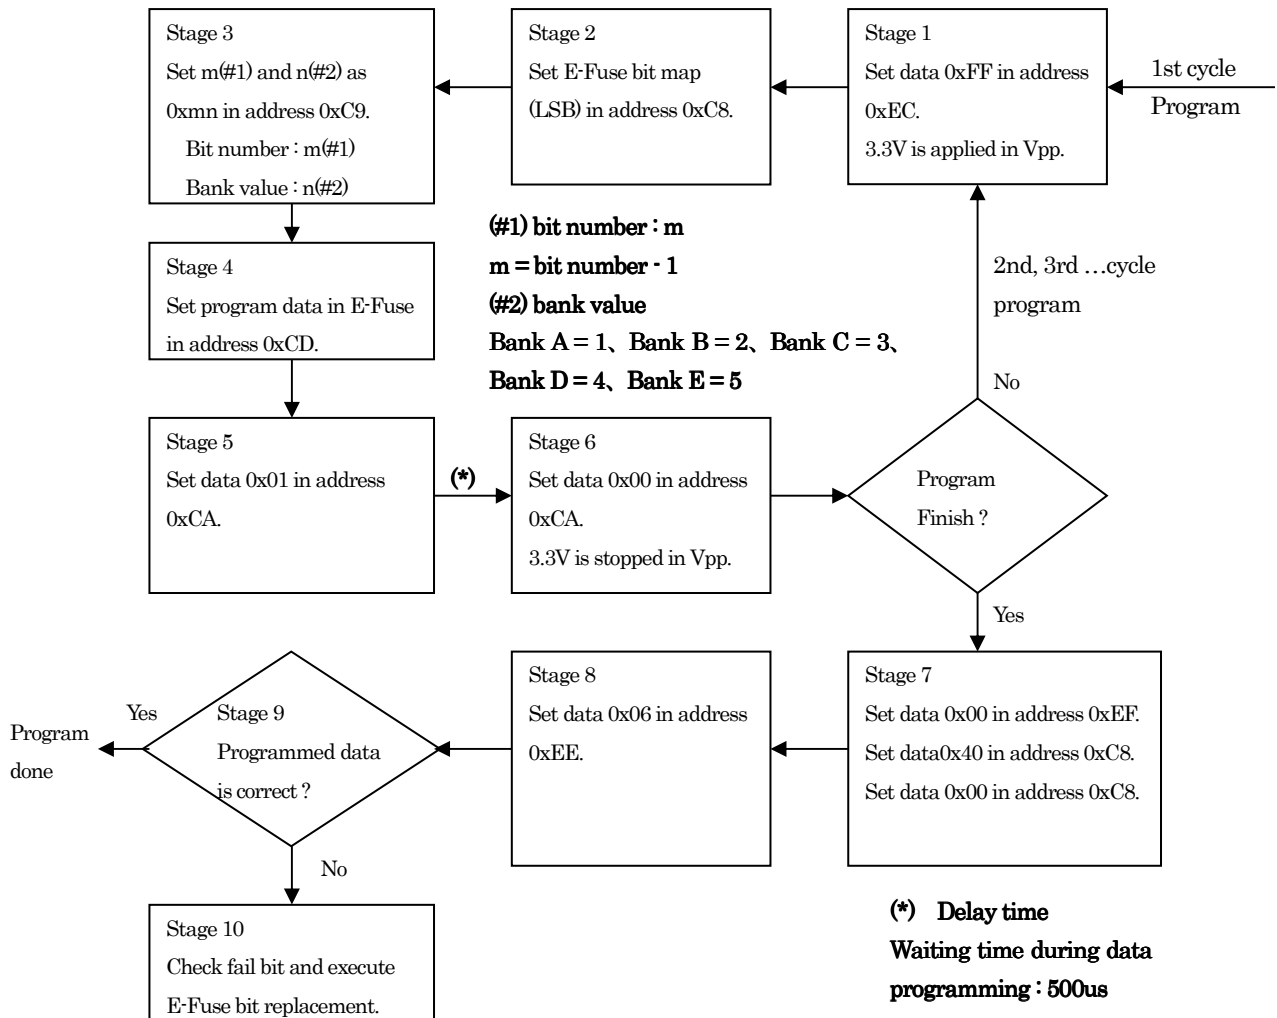 Stage 3
Set m(#1) and n(#2) as
0xmn in address 0xC9.
Bit number : m(#1)
Bank value : n(#2)
Stage 2
Set E-Fuse bit map
(LSB) in address 0xC8.
Stage 1
Set data 0xFF in address
0xEC.
3.3V is applied in Vpp.
1st cycle
Program
(#1) bit number : m
m = bit number - 1
(#2) bank value
Bank A = 1、Bank B = 2、Bank C = 3、
Bank D = 4、Bank E = 5
2nd, 3rd …cycle
program
No
Stage 4
Set program data in E-Fuse
in address 0xCD.
Stage 5
Set data 0x01 in address
0xCA.
(*)
Stage 6
Set data 0x00 in address
0xCA.
3.3V is stopped in Vpp.
Program
Finish ?
Yes
Stage 7
Set data 0x00 in address 0xEF.
Set data0x40 in address 0xC8.
Set data 0x00 in address 0xC8.
Stage 8
Set data 0x06 in address
0xEE.
Stage 9
Programmed data
is correct ?
Yes
Program
done
No
Stage 10
Check fail bit and execute
E-Fuse bit replacement.
(*) Delay time
Waiting time during data
programming : 500us